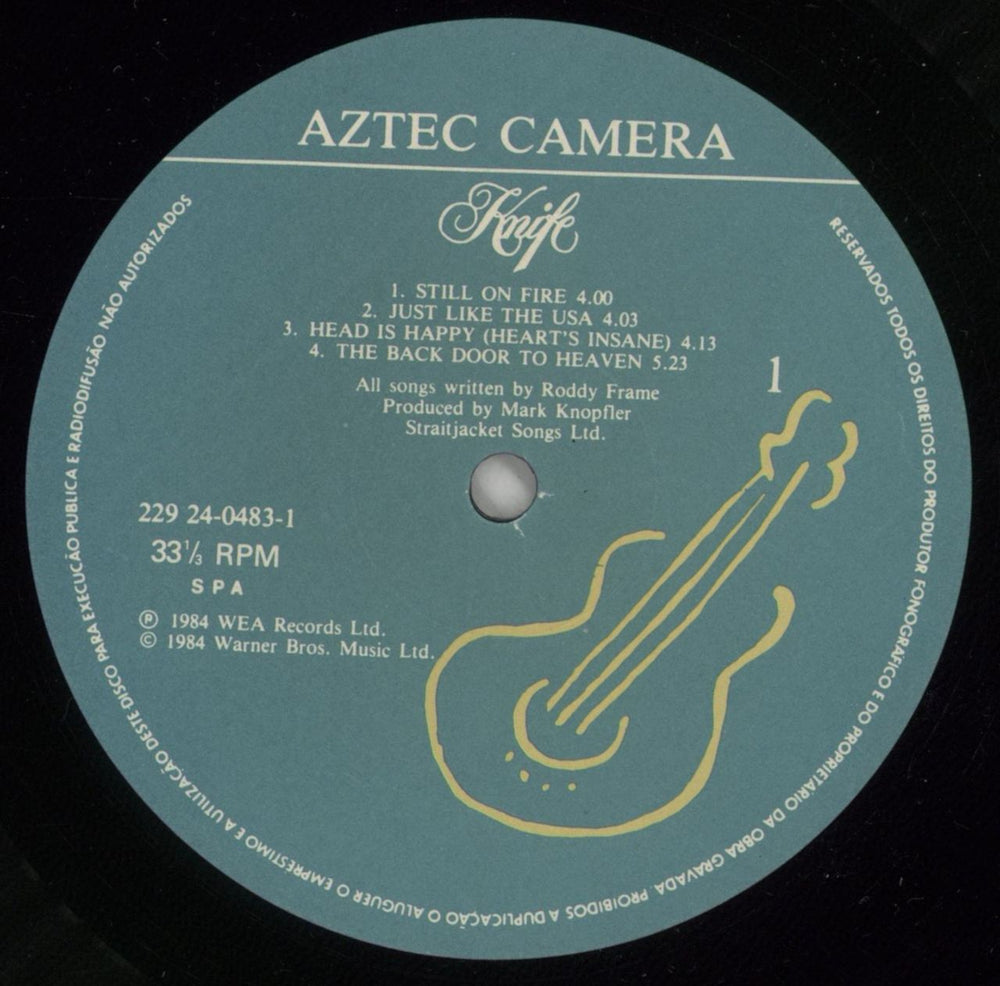 AZTEC CAMERA
Knife
1. STILL ON FIRE 4.00
2. JUST LIKE THE USA 4.03
3. HEAD IS HAPPY (HEART'S INSANE) 4.13
4. THE BACK DOOR TO HEAVEN 5.23
All songs written by Roddy Frame
Produced by Mark Knopfler
Straitjacket Songs Ltd.
1
229 24-0483-1
33⅓ RPM
SPA
℗ 1984 WEA Records Ltd.
© 1984 Warner Bros. Music Ltd.
RESERVADOS TODOS OS DIREITOS DO PRODUTOR FONOGRAFICO E DO PROPRIETARIO DA OBRA GRAVADA PROIBIDOS A DUPLICAÇÃO O ALUGUER O EMPRESTIMO E A UTILIZAÇÃO DESTE DISCO PARA EXECUCÃO PUBLICA E RADIODIFUSÃO NÃO AUTORIZADOS